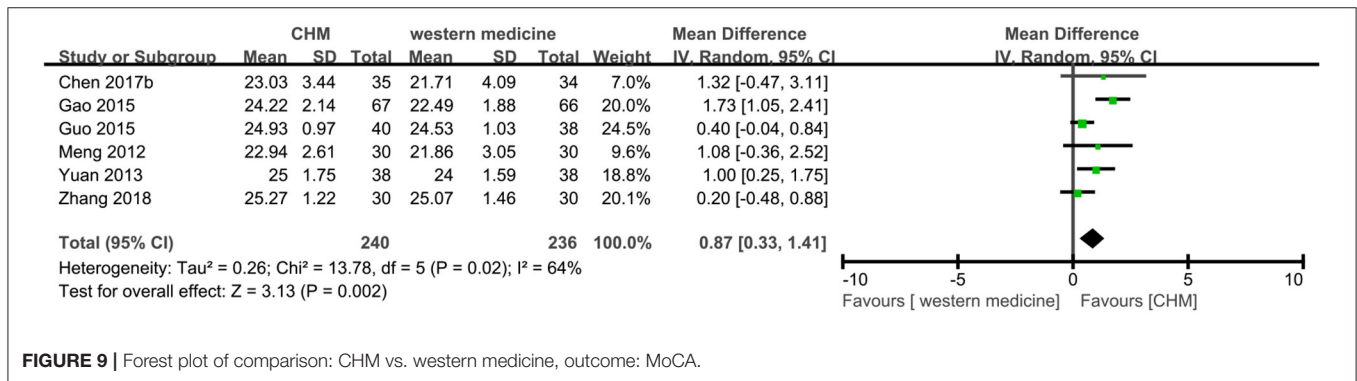 CHM western medicine Mean Difference Mean Difference
Study or Subgroup Mean SD Total Mean SD Total Weight IV, Random, 95% CI IV, Random, 95% CI
Chen 2017b 23.03 3.44 35 21.71 4.09 34 7.0% 1.32 [-0.47, 3.11]
Gao 2015 24.22 2.14 67 22.49 1.88 66 20.0% 1.73 [1.05, 2.41]
Guo 2015 24.93 0.97 40 24.53 1.03 38 24.5% 0.40 [-0.04, 0.84]
Meng 2012 22.94 2.61 30 21.86 3.05 30 9.6% 1.08 [-0.36, 2.52]
Yuan 2013 25 1.75 38 24 1.59 38 18.8% 1.00 [0.25, 1.75]
Zhang 2018 25.27 1.22 30 25.07 1.46 30 20.1% 0.20 [-0.48, 0.88]
Total (95% CI) 240 236 100.0% 0.87 [0.33, 1.41]
Heterogeneity: Tau² = 0.26; Chi² = 13.78, df = 5 (P = 0.02); I² = 64%
Test for overall effect: Z = 3.13 (P = 0.002)
-10 -5 0 5 10
Favours [ western medicine] Favours [CHM]
FIGURE 9 | Forest plot of comparison: CHM vs. western medicine, outcome: MoCA.